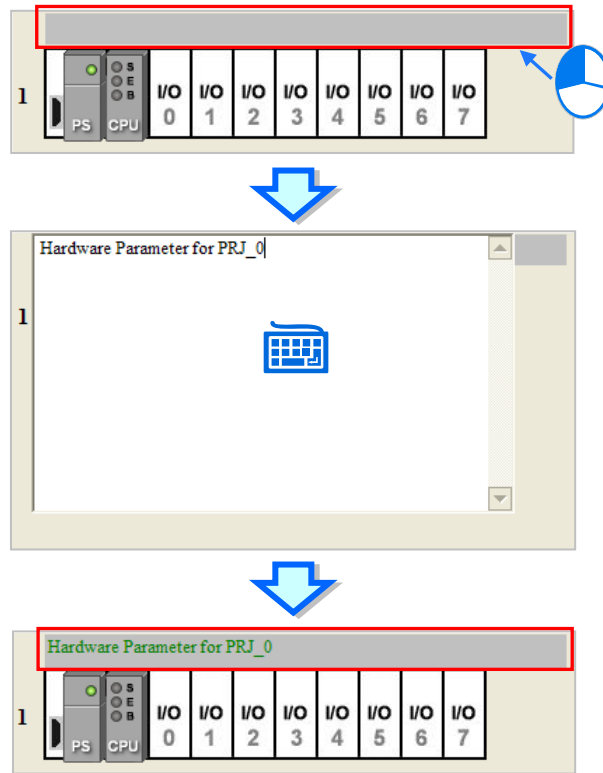 S
E
B
1
I/O I/O I/O I/O I/O I/O I/O I/O
PS CPU 0 1 2 3 4 5 6 7
Hardware Parameter for PRJ_0
1
Hardware Parameter for PRJ_0
S
E
B
1
I/O I/O I/O I/O I/O I/O I/O I/O
PS CPU 0 1 2 3 4 5 6 7